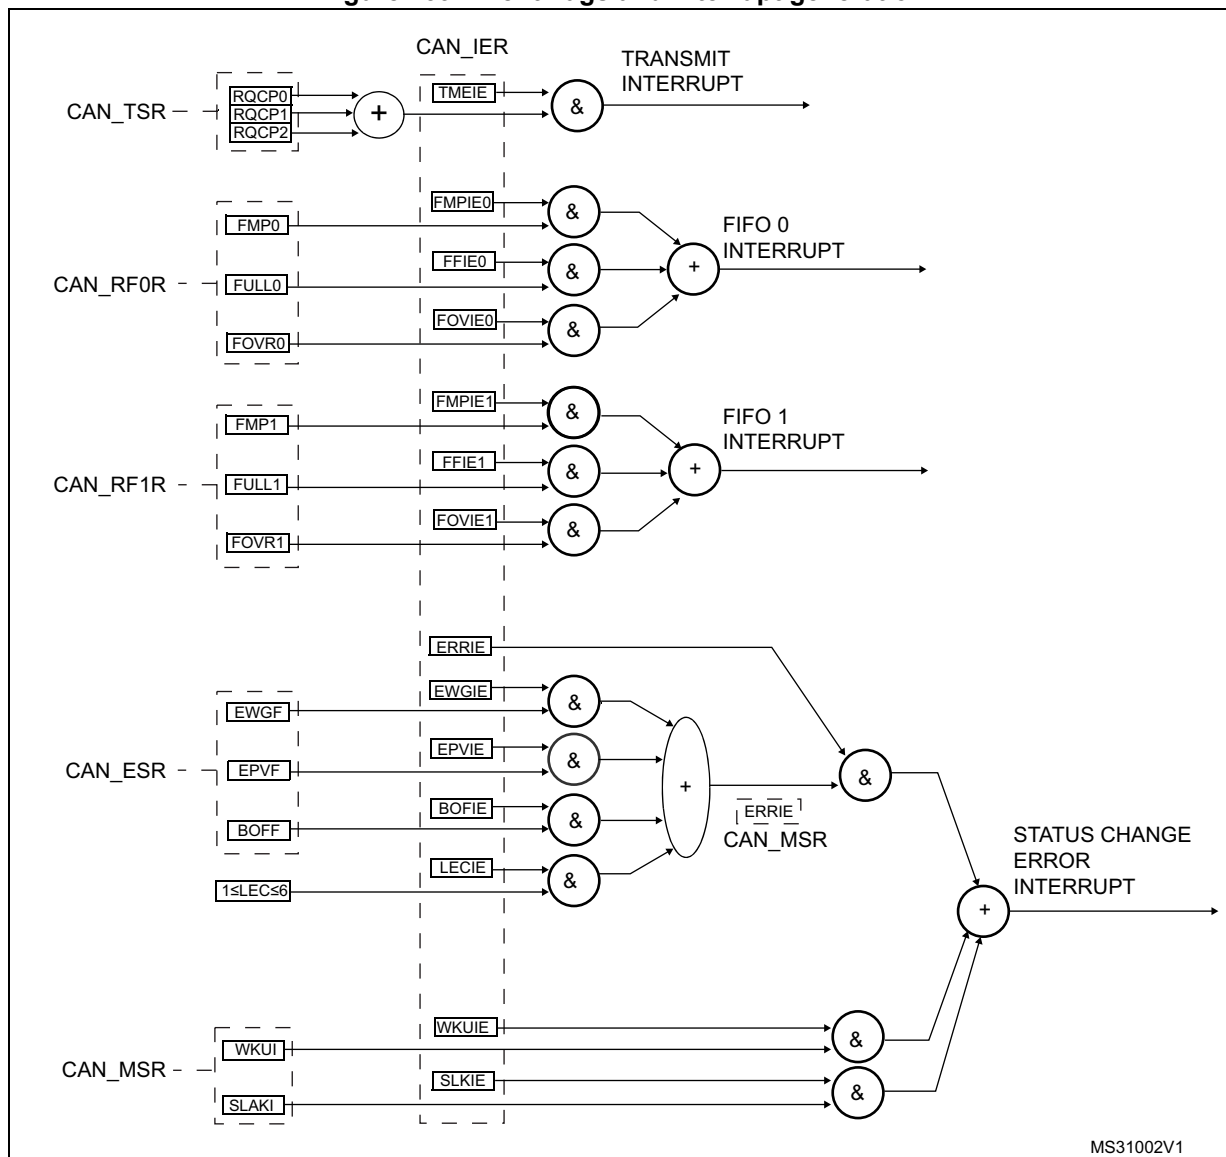 CAN_IER
TRANSMIT
INTERRUPT
CAN_TSR
RQCP0
RQCP1
RQCP2
+
TMEIE
&
FMPIE0
&
FMP0
FIFO 0
INTERRUPT
FFIE0
&
+
CAN_RF0R
FULL0
FOVIE0
&
FOVR0
FMPIE1
&
FMP1
FIFO 1
INTERRUPT
FFIE1
&
+
CAN_RF1R
FULL1
FOVIE1
&
FOVR1
ERRIE
EWGIE
&
EWGF
EPVIE
&
CAN_ESR
EPVF
&
+
BOFIE
&
ERRIE
CAN_MSR
BOFF
STATUS CHANGE
ERROR
INTERRUPT
LECIE
&
1≤LEC≤6
+
WKUIE
&
WKUI
CAN_MSR
SLKIE
&
SLAKI
MS31002V1